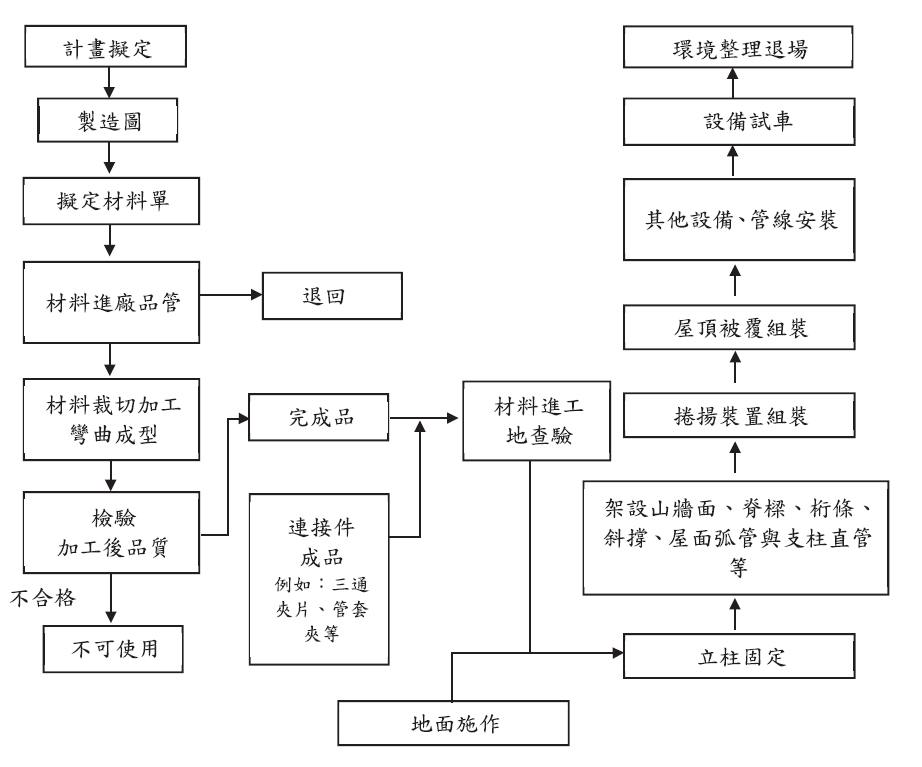 計畫擬定
製造圖
擬定材料單
材料進廠品管
退回
材料裁切加工
彎曲成型
檢驗
加工後品質
不合格
不可使用
完成品
連接件
成品
例如：三通
夾片、管套
夾等
材料進工
地查驗
地面施作
立柱固定
架設山牆面、脊樑、桁條、
斜撐、屋面弧管與支柱直管
等
捲揚裝置組裝
屋頂被覆組裝
其他設備、管線安裝
設備試車
環境整理退場